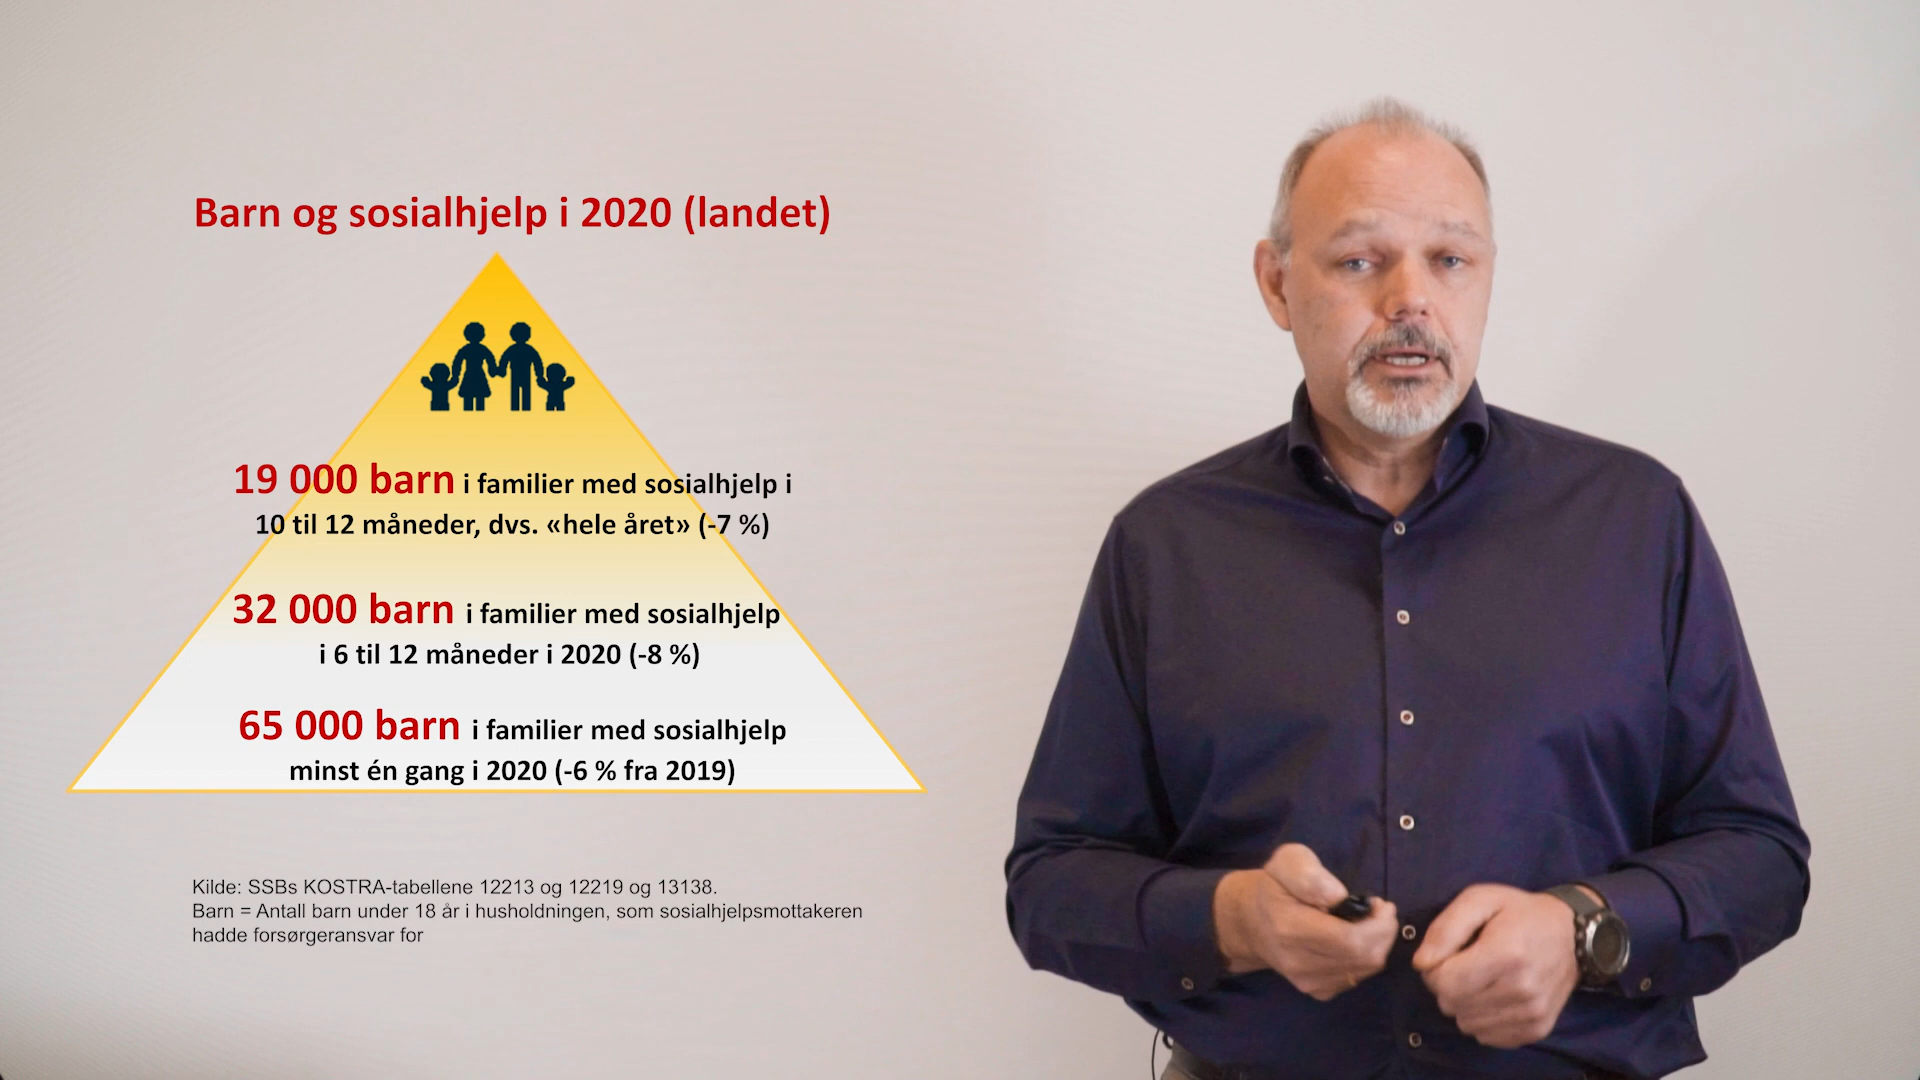 Barn og sosialhjelp i 2020 (landet)
19 000 barn i familier med sosialhjelp i
10 til 12 måneder, dvs. «hele året» (-7 %)
32 000 barn i familier med sosialhjelp
i 6 til 12 måneder i 2020 (-8 %)
65 000 barn i familier med sosialhjelp
minst én gang i 2020 (-6 % fra 2019)
Kilde: SSBs KOSTRA-tabellene 12213 og 12219 og 13138.
Barn = Antall barn under 18 år i husholdningen, som sosialhjelpsmottakeren
hadde forsørgeransvar for